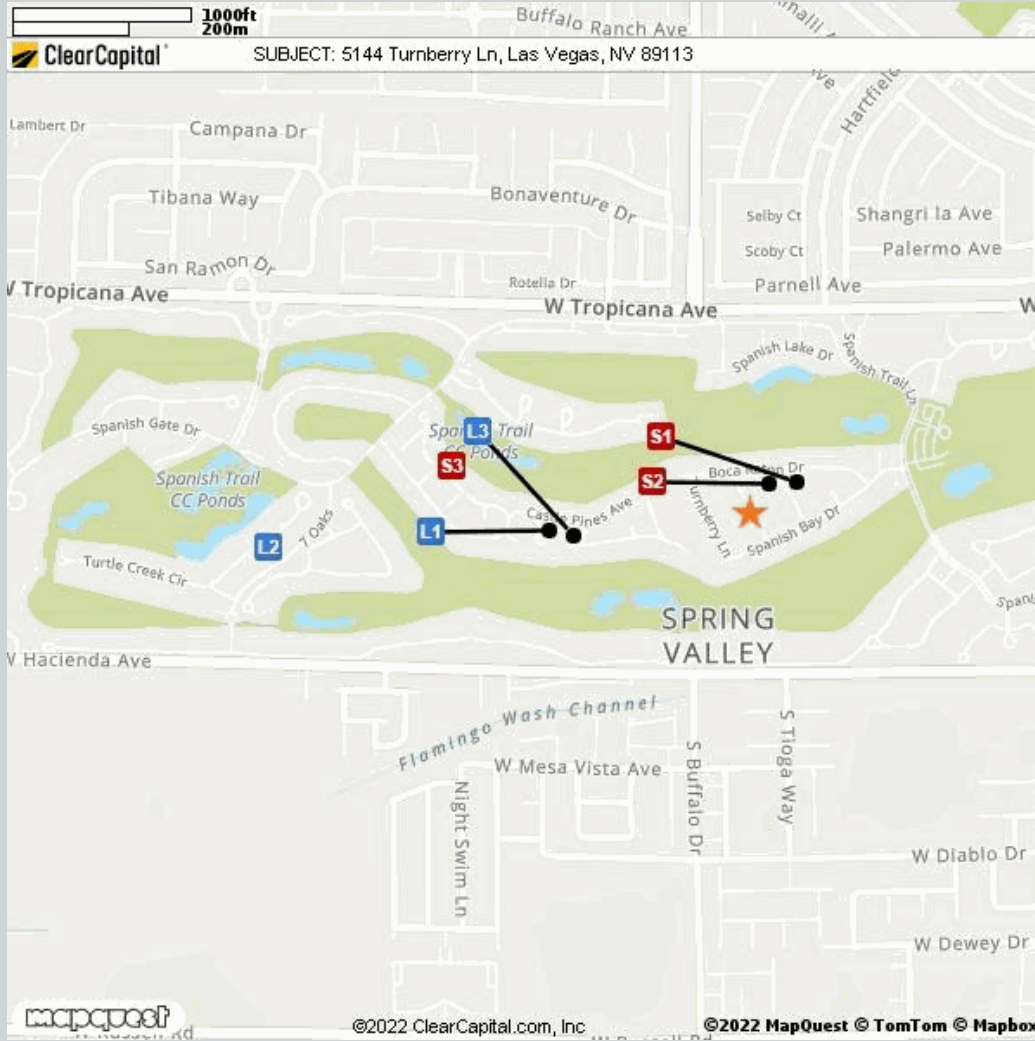 1000ft
200m
Buffalo Ranch Ave
ClearCapital
SUBJECT: 5144 Turnberry Ln, Las Vegas, NV 89113
Ave
Hartfield
Lambert Dr
Campana Dr
Tibana Way
Bonaventure Dr
Selby Ct
Shangri la Ave
Scoby Ct
Palermo Ave
San Ramon Dr
Rotella Dr
Parnell Ave
W Tropicana Ave
W Tropicana Ave
W
Spanish Lake Dr
Spanish Trail Ln
Spanish Gate Dr
Spanish Trail
CC Ponds
L3
S1
S3
Boca Raton Dr
S2
Spanish Trail
CC Ponds
Castle Pines Ave
urnberry Ln
Spanish Bay Dr
L1
L2
7 Oaks
Turtle Creek Cir
Spani
SPRING
VALLEY
W Hacienda Ave
Flamingo Wash Channel
S Tioga Way
S Buffalo Dr
W Mesa Vista Ave
Night Swim Ln
W Diablo Dr
W Dewey Dr
mapquest
©2022 ClearCapital.com, Inc
©2022 MapQuest © TomTom © Mapbox